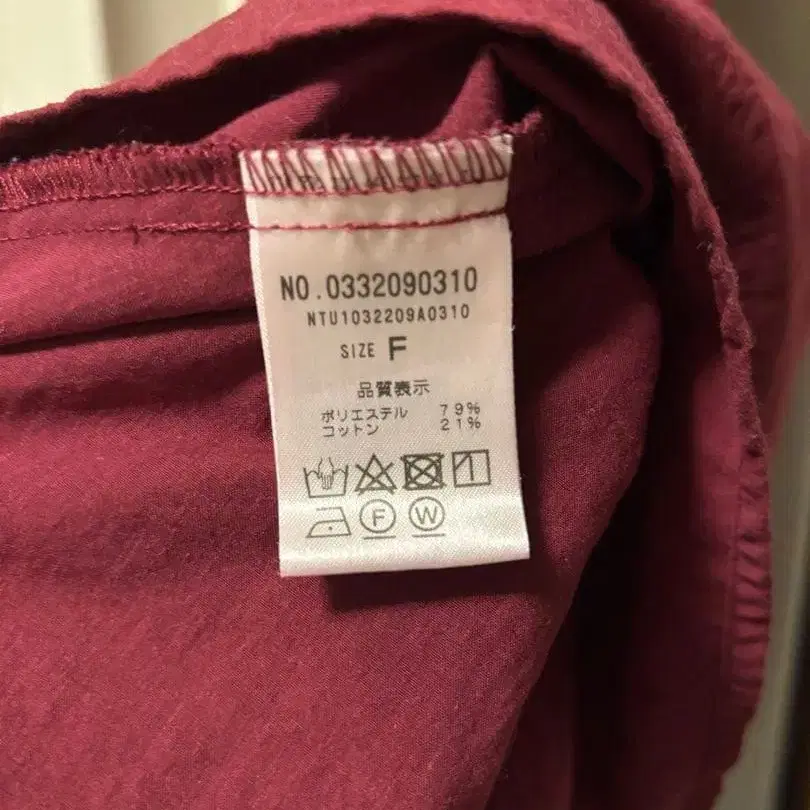 NO.0332090310
NTU1032209A0310
SIZE F
品質表示
ポリエステル 79%
コットン 21%
F W